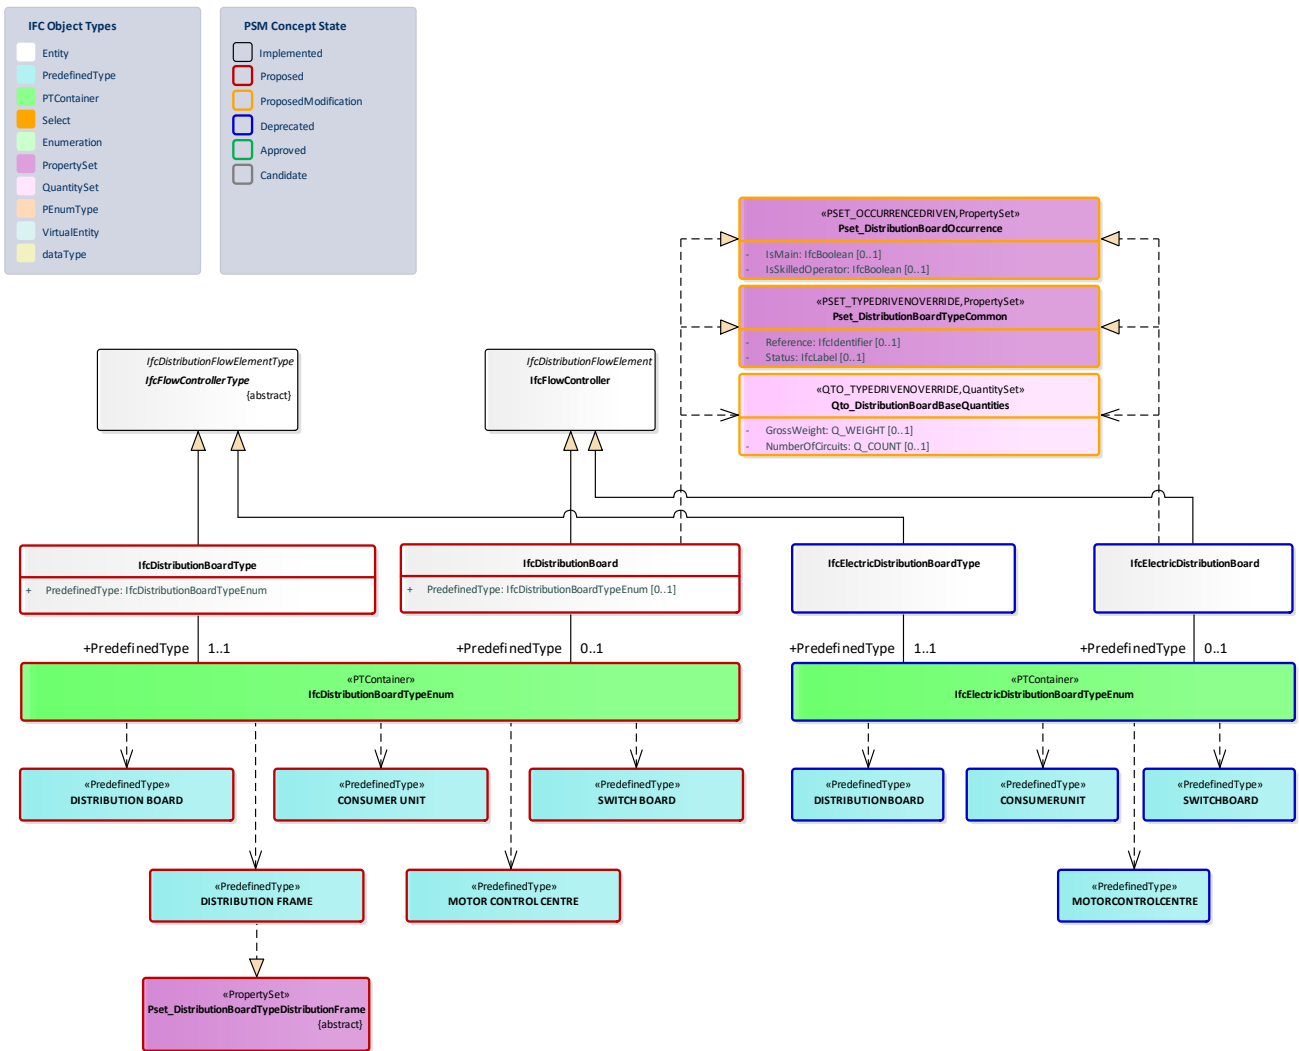 IFC Object Types
Entity
PredefinedType
PTContainer
Select
Enumeration
PropertySet
QuantitySet
PEnumType
VirtualEntity
dataType
PSM Concept State
Implemented
Proposed
ProposedModification
Deprecated
Approved
Candidate
«PSET_OCCURRENCEDRIVEN,PropertySet»
Pset_DistributionBoardOccurrence
- IsMain: IfcBoolean [0..1]
- IsSkilledOperator: IfcBoolean [0..1]
«PSET_TYPEDRIVENOVERRIDE,PropertySet»
Pset_DistributionBoardTypeCommon
- Reference: IfcIdentifier [0..1]
- Status: IfcLabel [0..1]
«QTO_TYPEDRIVENOVERRIDE,QuantitySet»
Qto_DistributionBoardBaseQuantities
- GrossWeight: Q_WEIGHT [0..1]
- NumberOfCircuits: Q_COUNT [0..1]
IfcDistributionFlowElementType
IfcFlowControllerType
{abstract}
IfcDistributionFlowElement
IfcFlowController
IfcDistributionBoardType
+ PredefinedType: IfcDistributionBoardTypeEnum
IfcDistributionBoard
+ PredefinedType: IfcDistributionBoardTypeEnum [0..1]
IfcElectricDistributionBoardType
IfcElectricDistributionBoard
+PredefinedType 1..1
+PredefinedType 0..1
+PredefinedType 1..1
+PredefinedType 0..1
«PTContainer»
IfcDistributionBoardTypeEnum
«PTContainer»
IfcElectricDistributionBoardTypeEnum
«PredefinedType»
DISTRIBUTION BOARD
«PredefinedType»
CONSUMER UNIT
«PredefinedType»
SWITCH BOARD
«PredefinedType»
DISTRIBUTIONBOARD
«PredefinedType»
CONSUMERUNIT
«PredefinedType»
SWITCHBOARD
«PredefinedType»
DISTRIBUTION FRAME
«PredefinedType»
MOTOR CONTROL CENTRE
«PredefinedType»
MOTORCONTROLCENTRE
«PropertySet»
Pset_DistributionBoardTypeDistributionFrame
{abstract}